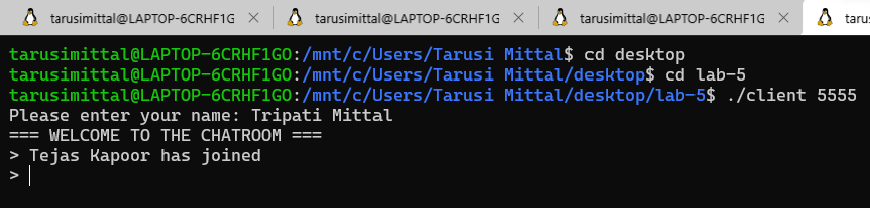 tarusimittal@LAPTOP-6CRHF1G tarusimittal@LAPTOP-6CRHF1G tarusimittal@LAPTOP-6CRHF1G tarus
tarusimittal@LAPTOP-6CRHF1GO:/mnt/c/Users/Tarusi Mittal$ cd desktop
tarusimittal@LAPTOP-6CRHF1GO:/mnt/c/Users/Tarusi Mittal/desktop$ cd lab-5
tarusimittal@LAPTOP-6CRHF1GO:/mnt/c/Users/Tarusi Mittal/desktop/lab-5$ ./client 5555
Please enter your name: Tripati Mittal
=== WELCOME TO THE CHATROOM ===
> Tejas Kapoor has joined
>